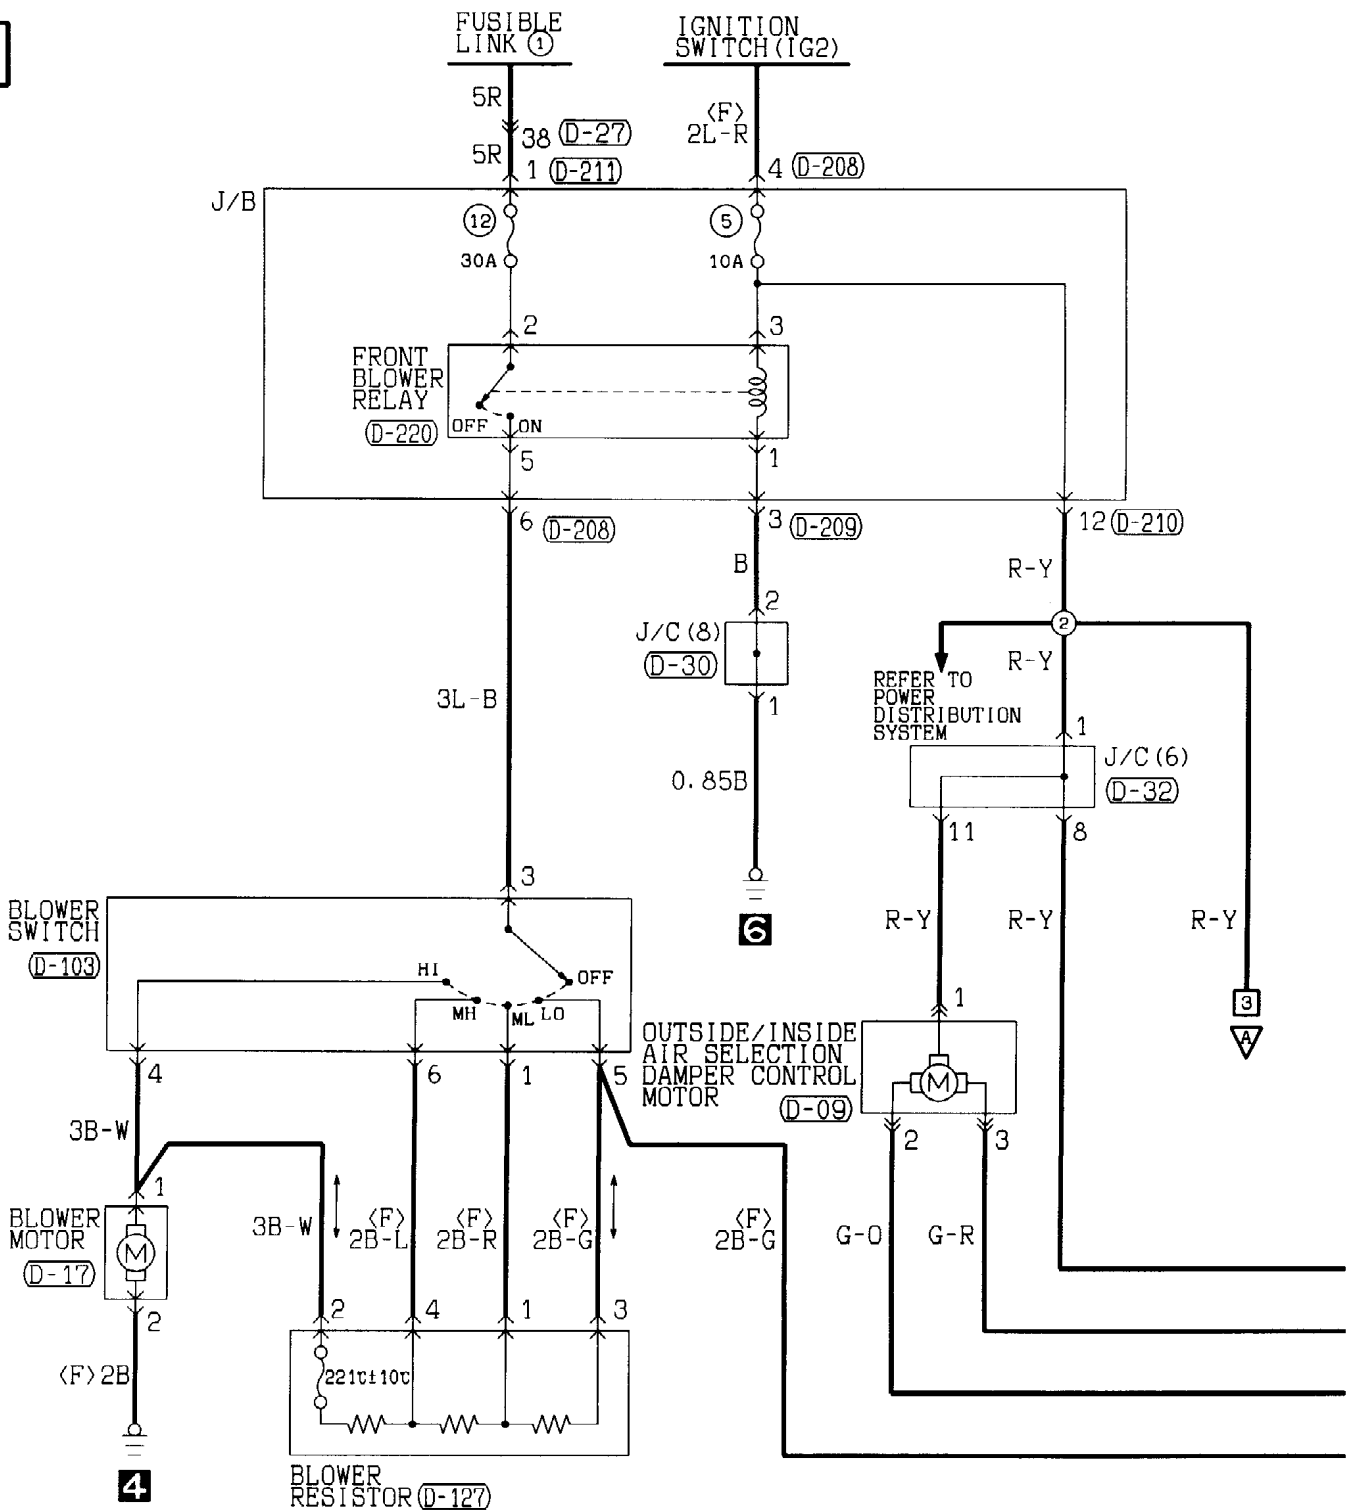 FUSIBLE
LINK ①
IGNITION
SWITCH(IG2)
5R
<F>
2L-R
38 (D-27)
5R
1 (D-211)
4 (D-208)
J/B
12
5
30A
10A
2
3
FRONT
BLOWER
RELAY
(D-220)
OFF
ON
5
1
6 (D-208)
3 (D-209)
12 (D-210)
B
R-Y
2
2
J/C(8)
(D-30)
R-Y
REFER TO
POWER
DISTRIBUTION
SYSTEM
3L-B
1
1
J/C(6)
(D-32)
0.85B
11
8
3
BLOWER
SWITCH
(D-103)
6
R-Y
R-Y
R-Y
HI
OFF
MH
ML
LO
1
3
A
OUTSIDE/INSIDE
AIR SELECTION
DAMPER CONTROL
MOTOR
(D-09)
M
4
6
1
5
2
3
3B-W
1
BLOWER
MOTOR
(D-17)
M
3B-W
<F>
2B-L
<F>
2B-R
<F>
2B-G
<F>
2B-G
G-O
G-R
2
2
4
1
3
<F>2B
221℃±10℃
4
BLOWER
RESISTOR (D-127)